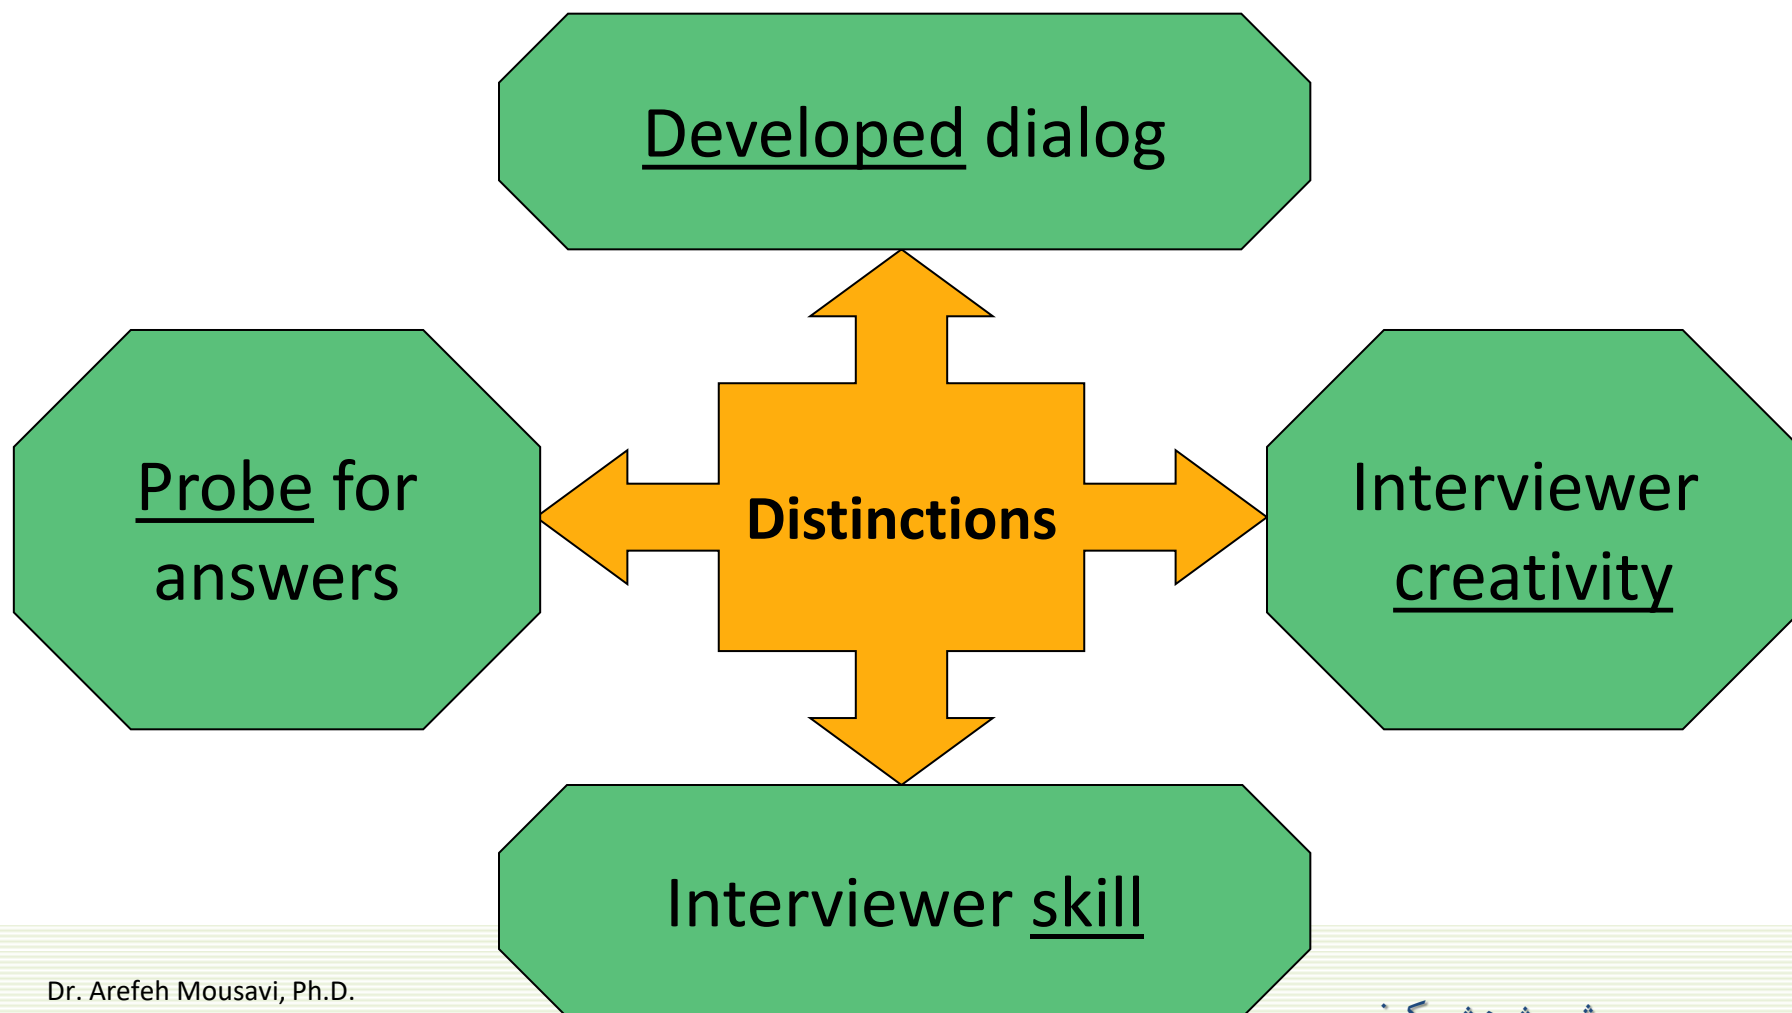 Developed dialog
Probe for
answers
Distinctions
Interviewer
creativity
Interviewer skill
Dr. Arefeh Mousavi, Ph.D.